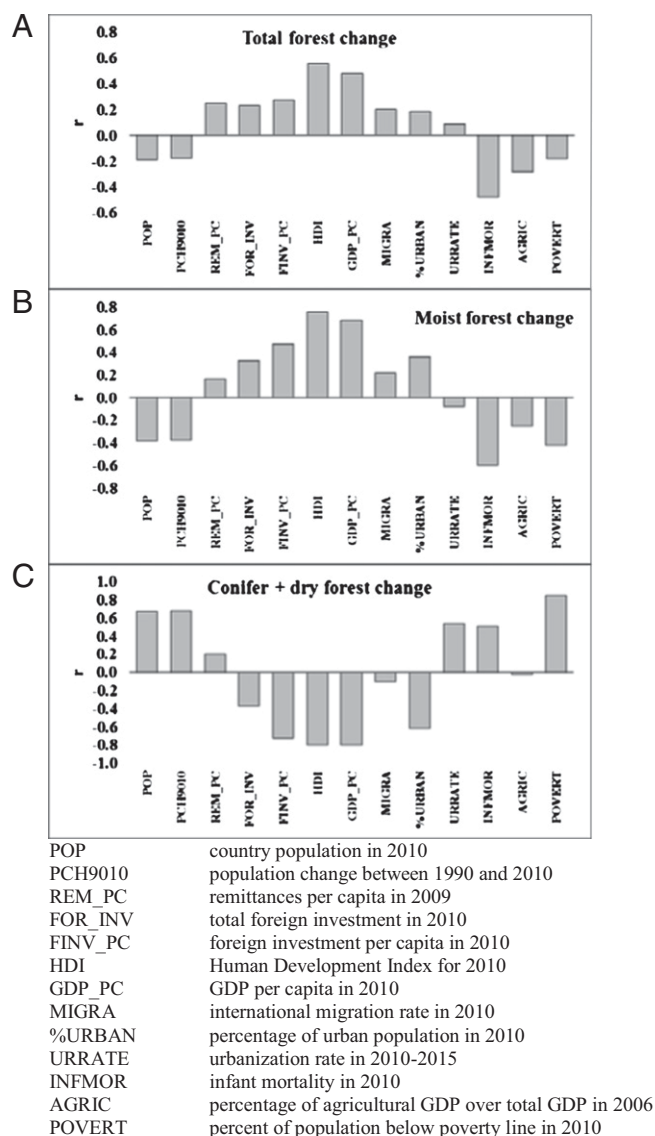 A
Total forest change
0.8
0.6
0.4
0.2
0.0
-0.2
-0.4
-0.6
r
POP
PCH9010
REM_PC
FOR_INV
FINV_PC
HDI
GDP_PC
MIGRA
%URBAN
URRATE
INFMOR
AGRIC
POVERT
B
Moist forest change
0.8
0.6
0.4
0.2
0.0
-0.2
-0.4
-0.6
-0.8
r
POP
PCH9010
REM_PC
FOR_INV
FINV_PC
HDI
GDP_PC
MIGRA
%URBAN
URRATE
INFMOR
AGRIC
POVERT
C
Conifer + dry forest change
1.0
0.8
0.6
0.4
0.2
0.0
-0.2
-0.4
-0.6
-0.8
-1.0
r
POP
PCH9010
REM_PC
FOR_INV
FINV_PC
HDI
GDP_PC
MIGRA
%URBAN
URRATE
INFMOR
AGRIC
POVERT
POP country population in 2010
PCH9010 population change between 1990 and 2010
REM_PC remittances per capita in 2009
FOR_INV total foreign investment in 2010
FINV_PC foreign investment per capita in 2010
HDI Human Development Index for 2010
GDP_PC GDP per capita in 2010
MIGRA international migration rate in 2010
%URBAN percentage of urban population in 2010
URRATE urbanization rate in 2010-2015
INFMOR infant mortality in 2010
AGRIC percentage of agricultural GDP over total GDP in 2006
POVERT percent of population below poverty line in 2010